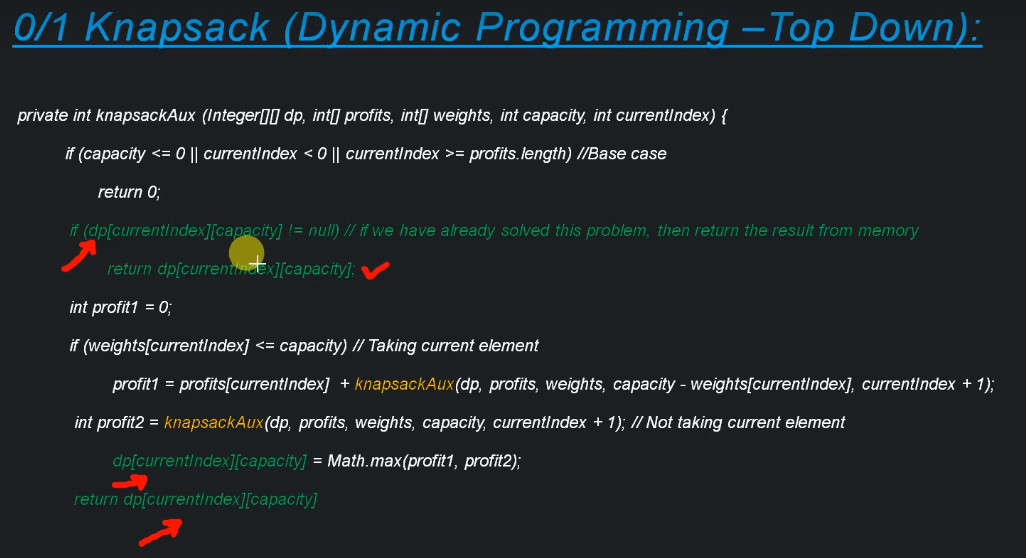 0/1 Knapsack (Dynamic Programming –Top Down):
private int knapsackAux (Integer[][] dp, int[] profits, int[] weights, int capacity, int currentIndex) {
if (capacity <= 0 || currentIndex < 0 || currentIndex >= profits.length) //Base case
return 0;
if (dp[currentIndex][capacity] != null) // if we have already solved this problem, then return the result from memory
return dp[currentIndex][capacity];
int profit1 = 0;
if (weights[currentIndex] <= capacity) // Taking current element
profit1 = profits[currentIndex] + knapsackAux(dp, profits, weights, capacity - weights[currentIndex], currentIndex + 1);
int profit2 = knapsackAux(dp, profits, weights, capacity, currentIndex + 1); // Not taking current element
dp[currentIndex][capacity] = Math.max(profit1, profit2);
return dp[currentIndex][capacity]